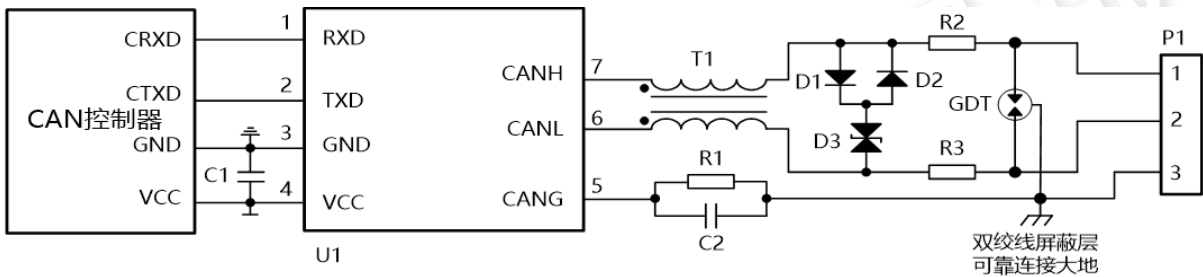 CAN控制器
CRXD
CTXD
GND
VCC
1
2
3
4
C1
RXD
TXD
GND
VCC
CANH
CANL
CANG
U1
7
6
5
T1
R1
C2
D1
D2
D3
R2
R3
GDT
P1
1
2
3
双绞线屏蔽层
可靠连接大地